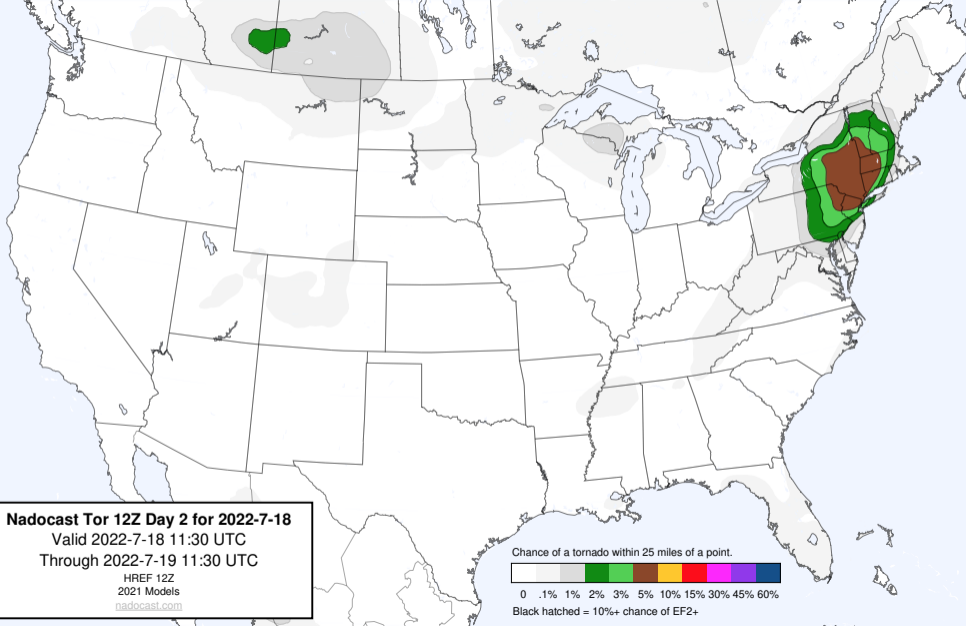 Nadocast Tor 12Z Day 2 for 2022-7-18
Valid 2022-7-18 11:30 UTC
Through 2022-7-19 11:30 UTC
HREF 12Z
2021 Models
nadocast.com
Chance of a tornado within 25 miles of a point.
0 .1% 1% 2% 3% 5% 10% 15% 30% 45% 60%
Black hatched = 10%+ chance of EF2+